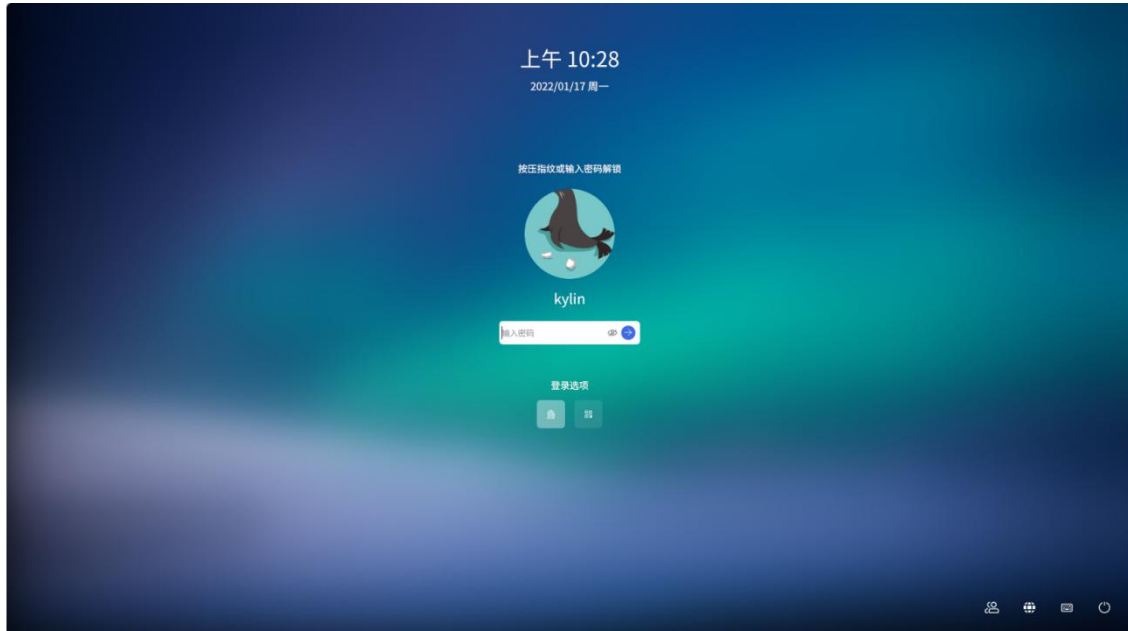 上午 10:28
2022/01/17 周一
按压指纹或输入密码解锁
kylin
输入密码
登录选项